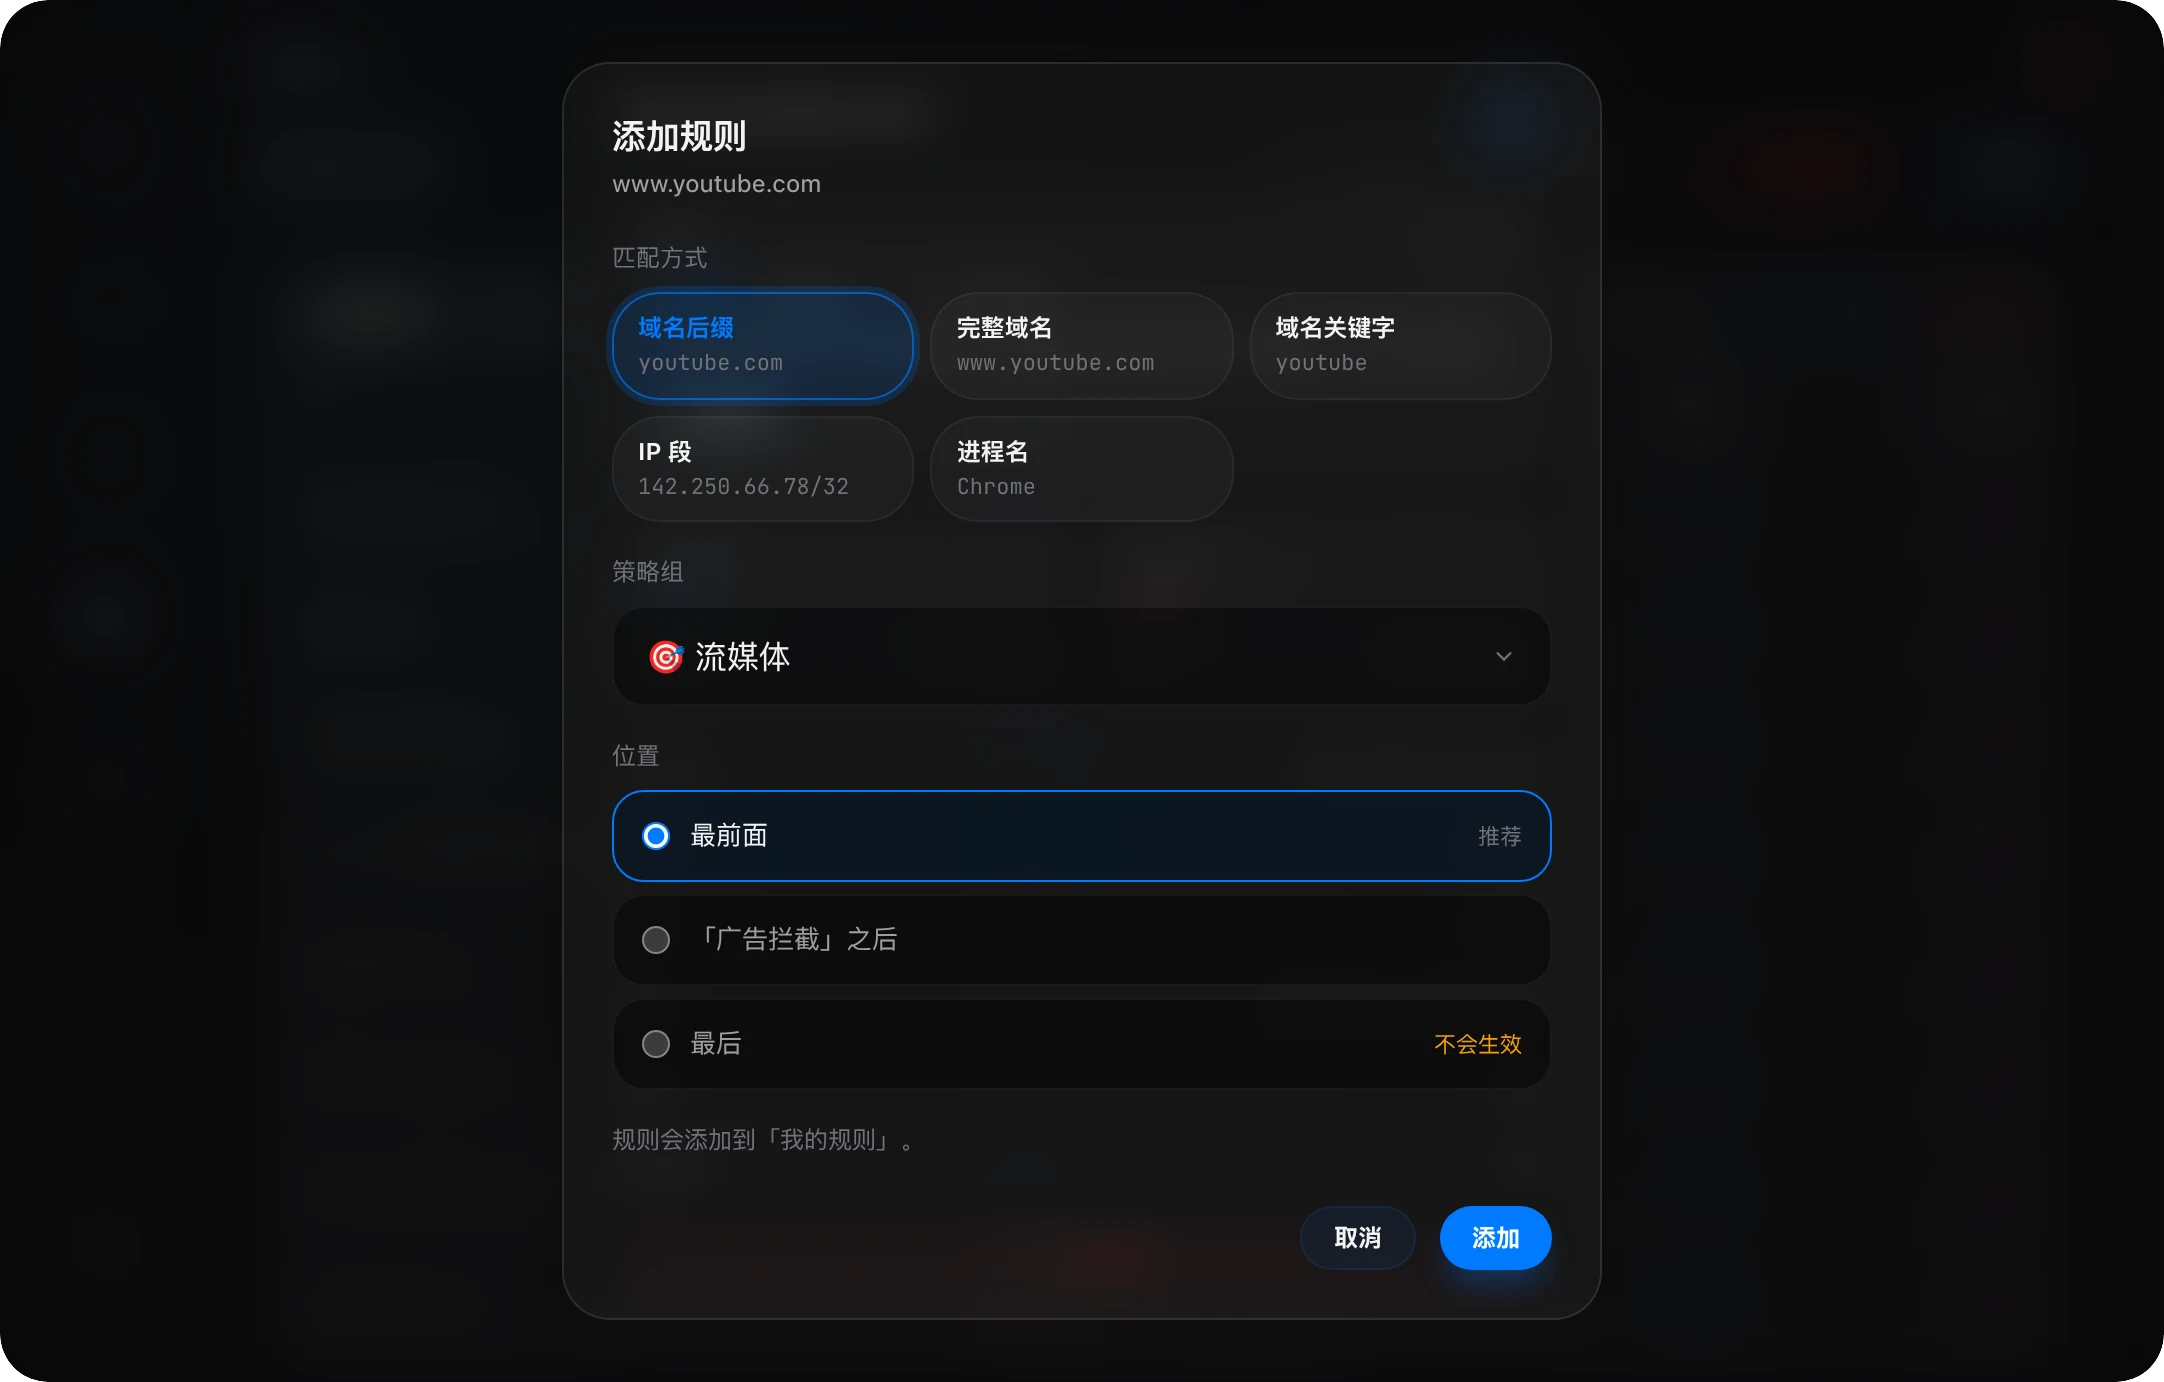 添加规则
www.youtube.com
匹配方式
域名后缀
youtube.com
完整域名
www.youtube.com
域名关键字
youtube
IP 段
142.250.66.78/32
进程名
Chrome
策略组
🎯 流媒体
位置
最前面
推荐
「广告拦截」之后
最后
不会生效
规则会添加到「我的规则」。
取消
添加